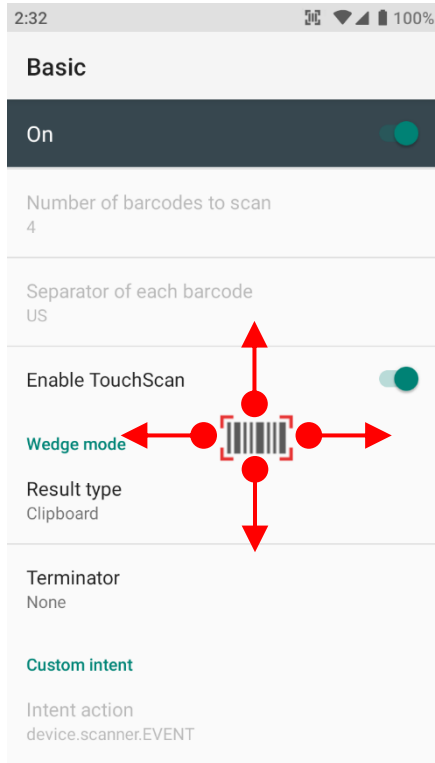 2:32
100%
Basic
On
Number of barcodes to scan
4
Separator of each barcode
US
Enable TouchScan
Wedge mode
Result type
Clipboard
Terminator
None
Custom intent
Intent action
device.scanner.EVENT